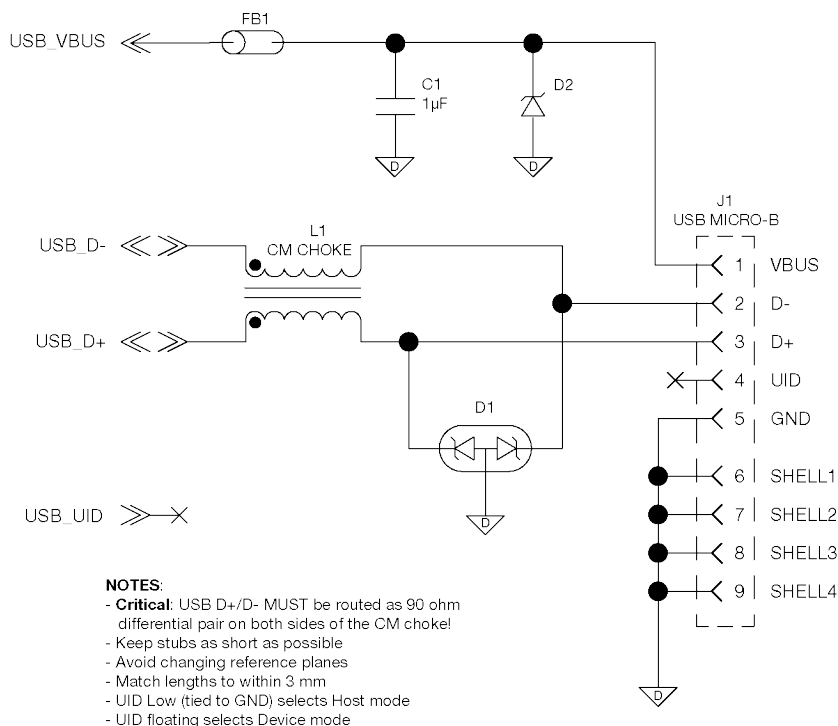 FB1
USB_VBUS
C1
1µF
D2
D
D
J1
USB MICRO-B
L1
CM CHOKE
USB_D-
1 VBUS
2 D-
USB_D+
3 D+
4 UID
D1
5 GND
6 SHELL1
USB_UID
D
7 SHELL2
8 SHELL3
9 SHELL4
NOTES:
- Critical: USB D+/D- MUST be routed as 90 ohm
differential pair on both sides of the CM choke!
- Keep stubs as short as possible
- Avoid changing reference planes
- Match lengths to within 3 mm
- UID Low (tied to GND) selects Host mode
- UID floating selects Device mode
D